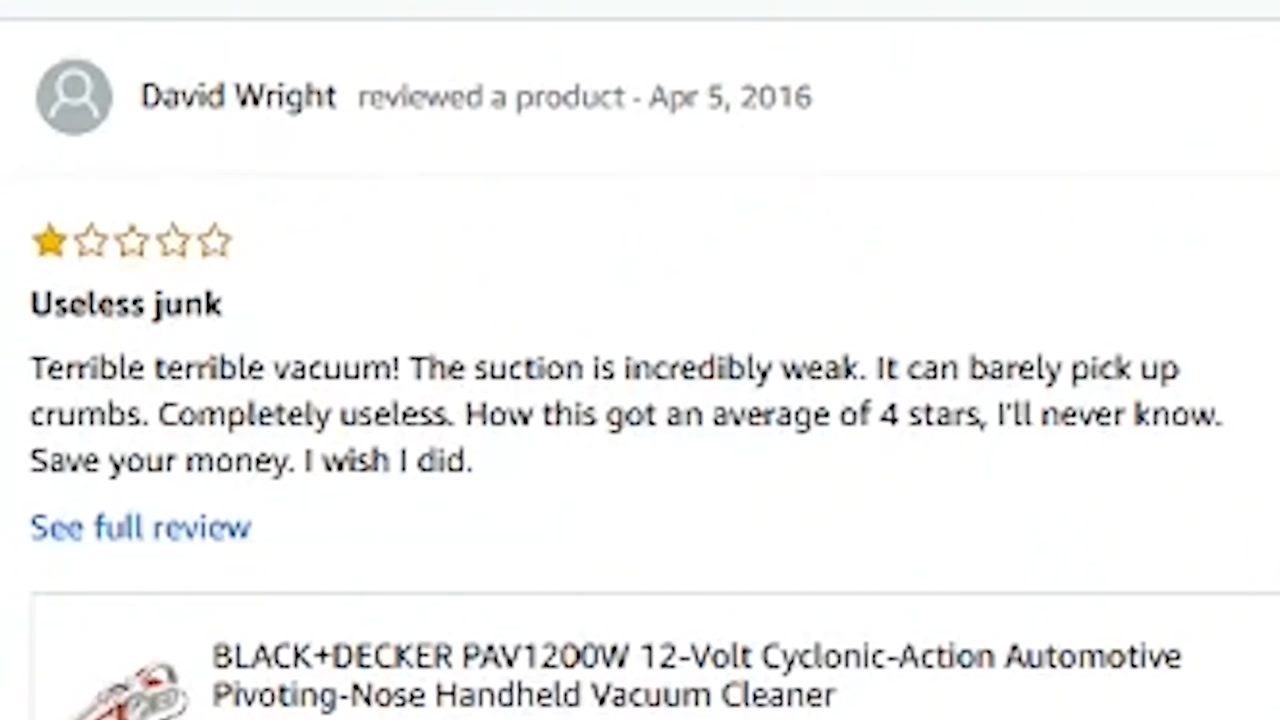 David Wright reviewed a product - Apr 5, 2016
Useless junk
Terrible terrible vacuum! The suction is incredibly weak. It can barely pick up
crumbs. Completely useless. How this got an average of 4 stars, I'll never know.
Save your money. I wish I did.
See full review
BLACK+DECKER PAV1200W 12-Volt Cyclonic-Action Automotive
Pivoting-Nose Handheld Vacuum Cleaner